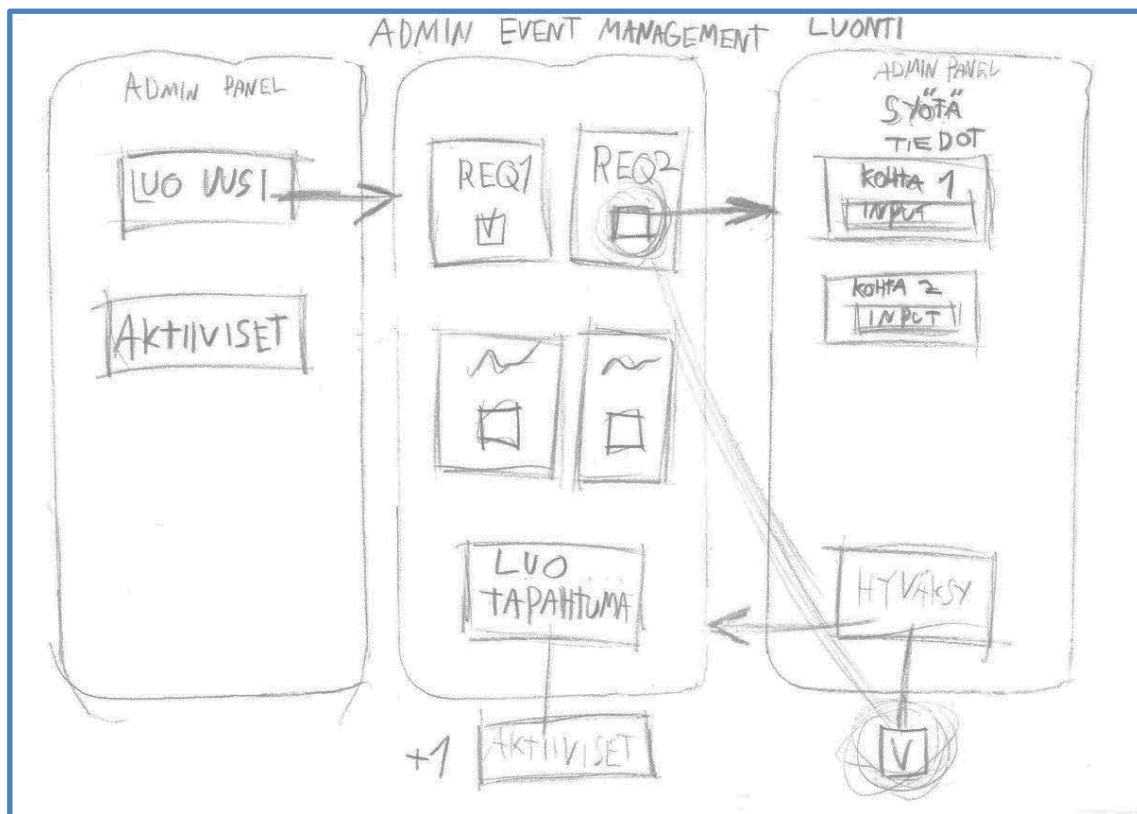 ADMIN EVENT MANAGEMENT LUONTI
ADMIN PANEL
LUO UUSI
AKTIIVISET
REQ1
V
REQ2
LUO
TAPAHTUMA
+1 AKTIIVISET
ADMIN PANEL
SYÖTÄ
TIEDOT
KOHTA 1
INPUT
KOHTA 2
INPUT
HYVÄKSY
V